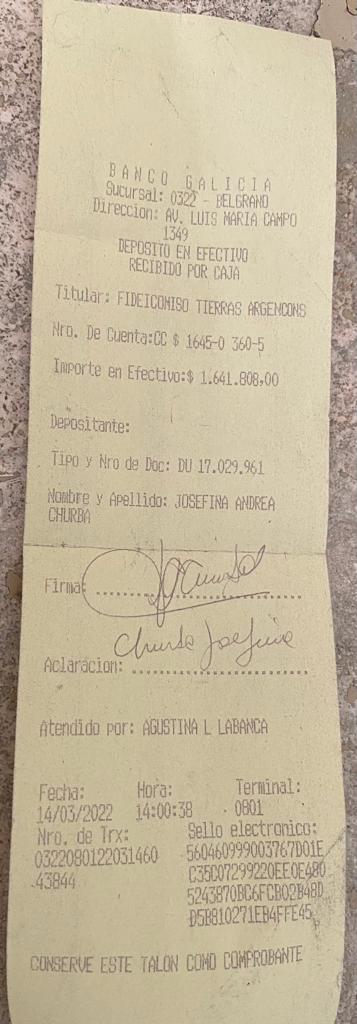 BANCO GALICIA
Sucursal: 0322 - BELGRANO
Direccion: AV. LUIS MARIA CAMPO
1349
DEPOSITO EN EFECTIVO
RECIBIDO POR CAJA
Titular: FIDEICOMISO TIERRAS ARGENCONS
Nro. De Cuenta:CC $ 1645-0 360-5
Importe en Efectivo:$ 1.641.808,00
Depositante:
Tipo y Nro de Doc: DU 17.029.961
Nombre y Apellido: JOSEFINA ANDREA
CHURBA
Firma:
Aclaracion: Churba Josefina
Atendido por: AGUSTINA L LABANCA
Fecha: Hora: Terminal:
14/03/2022 14:00:38 0801
Nro. de Trx: Sello electronico:
0322080122031460 560460999003767D01E
43844 C35C07299220EE0E480
5243870BC6FCB02B48D
D5B810271EB4FFE45
CONSERVE ESTE TALON COMO COMPROBANTE